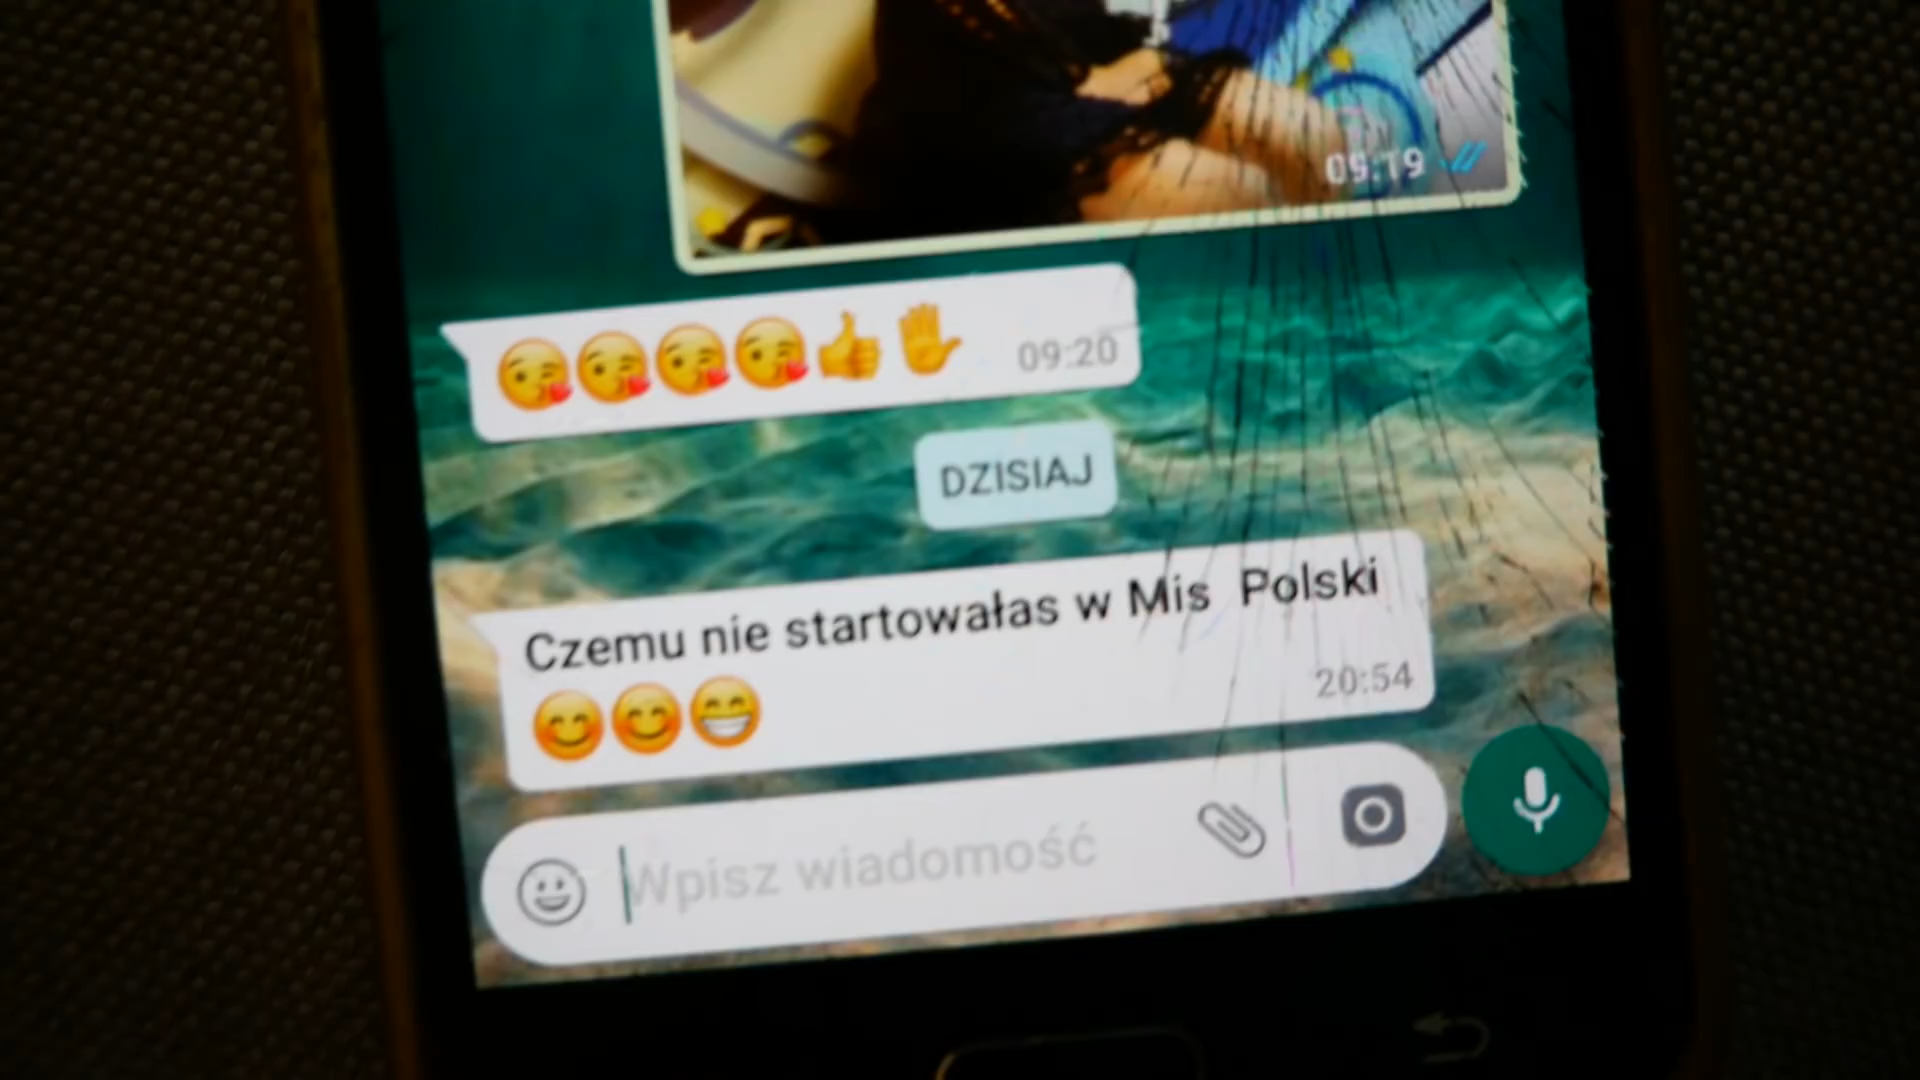 09:19
😘😘😘😘👍✋ 09:20
DZISIAJ
Czemu nie startowałas w Mis Polski
😊😊😁 20:54
Wpisz wiadomość